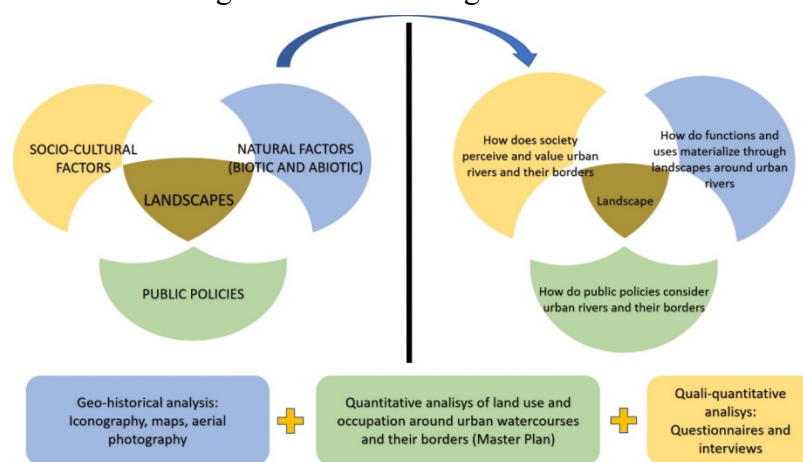 SOCIO-CULTURAL
FACTORS
NATURAL FACTORS
(BIOTIC AND ABIOTIC)
LANDSCAPES
PUBLIC POLICIES
How does society
perceive and value urban
rivers and their borders
How do functions and
uses materialize through
landscapes around urban
rivers
Landscape
How do public policies consider
urban rivers and their borders
Geo-historical analysis:
Iconography, maps, aerial
photography
Quantitative analisys of land use and
occupation around urban watercourses
and their borders (Master Plan)
Quali-quantitative
analisys:
Questionnaires and
interviews